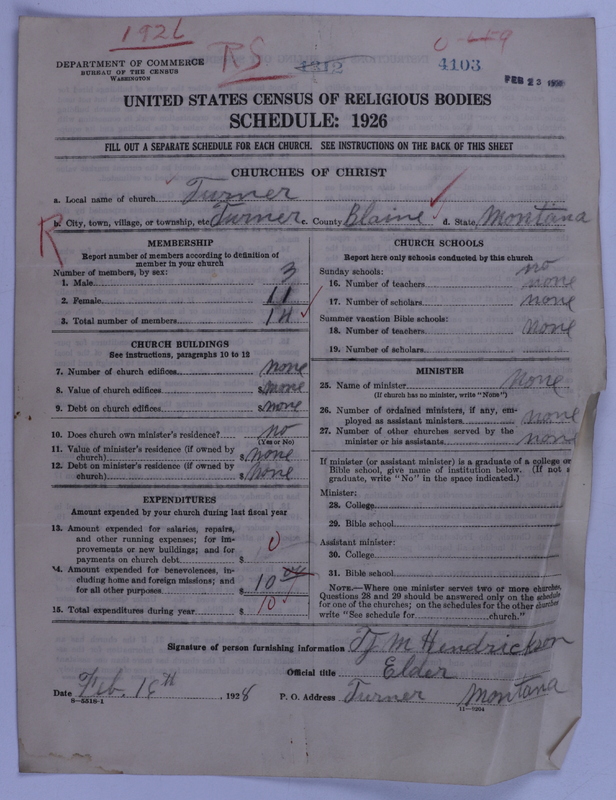 1926
RS
4312
4103
FEB 23 1928
DEPARTMENT OF COMMERCE
BUREAU OF THE CENSUS
WASHINGTON
UNITED STATES CENSUS OF RELIGIOUS BODIES
SCHEDULE: 1926
FILL OUT A SEPARATE SCHEDULE FOR EACH CHURCH. SEE INSTRUCTIONS ON THE BACK OF THIS SHEET
CHURCHES OF CHRIST
a. Local name of church Turner
R b. City, town, village, or township, etc. Turner c. County Blaine d. State Montana
MEMBERSHIP
Report number of members according to definition of
member in your church
Number of members, by sex:
1. Male 3
2. Female 11
3. Total number of members 14
CHURCH BUILDINGS
See instructions, paragraphs 10 to 12
7. Number of church edifices none
8. Value of church edifices $ none
9. Debt on church edifices $ none
10. Does church own minister's residence? no
(Yes or No)
11. Value of minister's residence (if owned by
church) $ none
12. Debt on minister's residence (if owned by
church) $ none
EXPENDITURES
Amount expended by your church during last fiscal year
13. Amount expended for salaries, repairs,
and other running expenses; for im-
provements or new buildings; and for
payments on church debt $ 0
14. Amount expended for benevolences, in-
cluding home and foreign missions; and
for all other purposes $ 10
15. Total expenditures during year $ 10
CHURCH SCHOOLS
Report here only schools conducted by this church
Sunday schools: no
16. Number of teachers none
17. Number of scholars none
Summer vacation Bible schools:
18. Number of teachers none
19. Number of scholars
MINISTER
25. Name of minister None
(If church has no minister, write "None")
26. Number of ordained ministers, if any, em-
ployed as assistant ministers none
27. Number of other churches served by the
minister or his assistants none
If minister (or assistant minister) is a graduate of a college or
Bible school, give name of institution below. (If not a
graduate, write "No" in the space indicated.)
Minister:
28. College
29. Bible school
Assistant minister:
30. College
31. Bible school
NOTE.—Where one minister serves two or more churches,
Questions 28 and 29 should be answered only on the schedule
for one of the churches; on the schedules for the other churches
write "See schedule for church."
Signature of person furnishing information M Hendrickson
Official title Elder
Date Feb. 1928 P. O. Address Turner Montana
8—5518-1